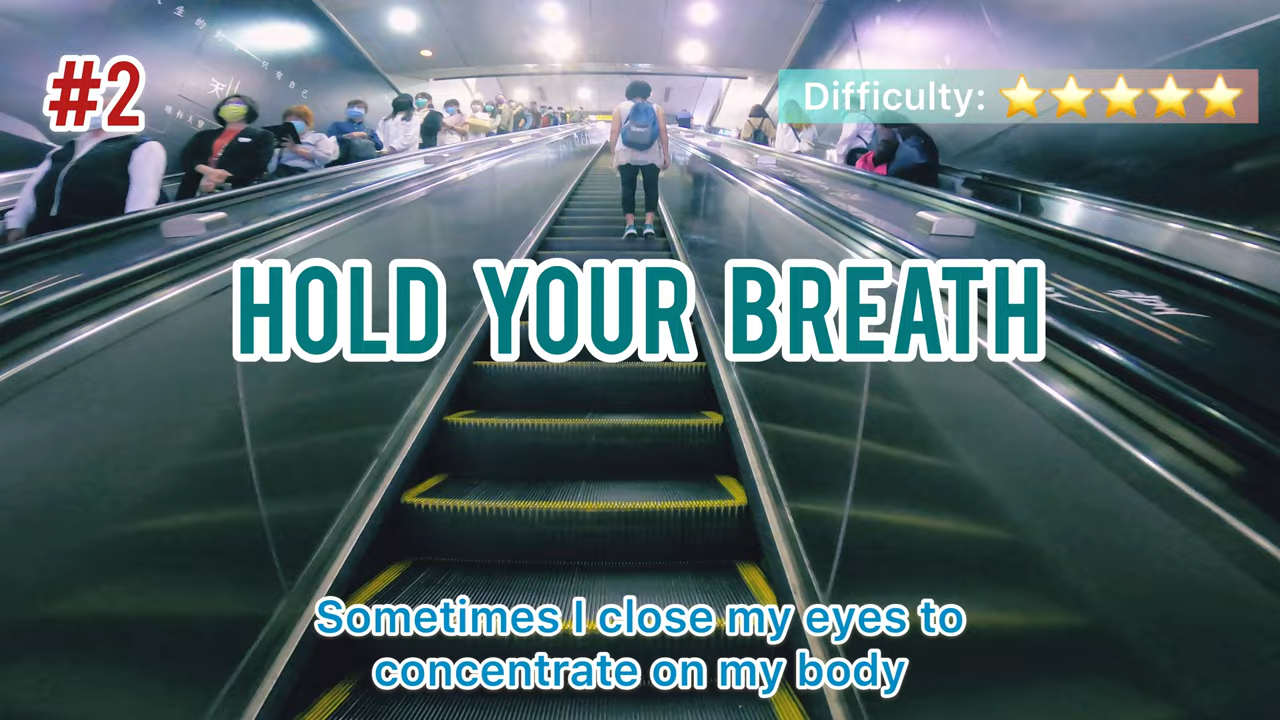 #2
Difficulty: ⭐⭐⭐⭐⭐
HOLD YOUR BREATH
Sometimes I close my eyes to
concentrate on my body